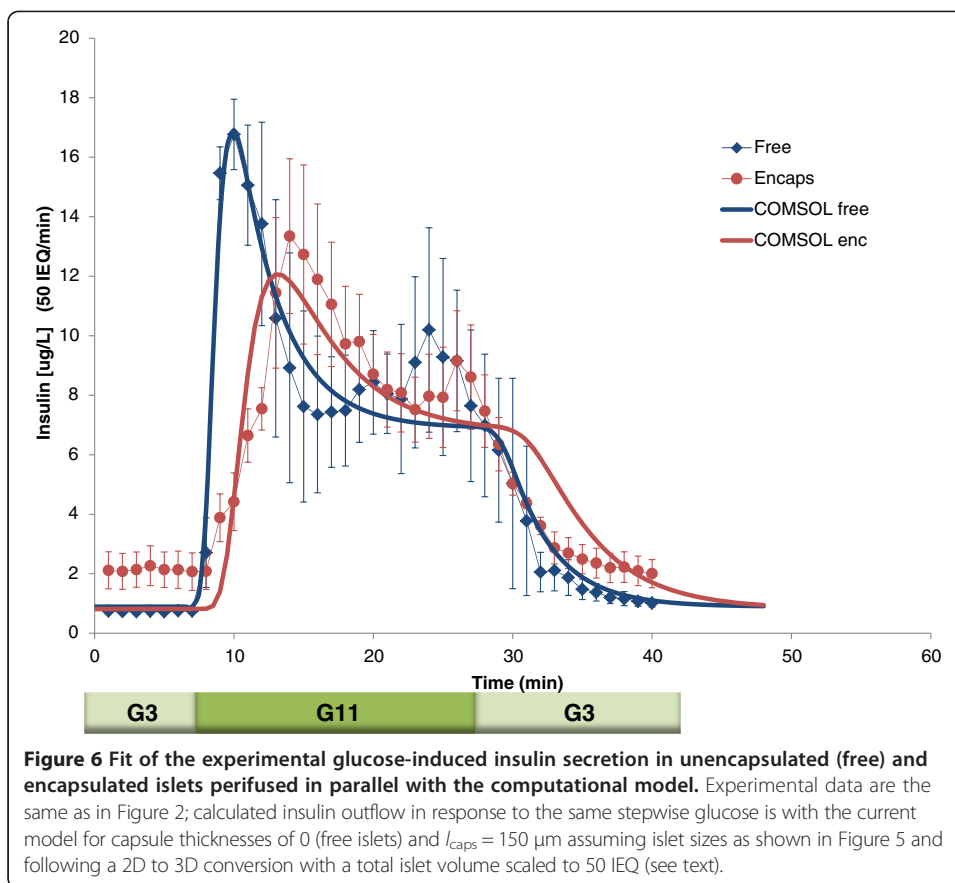 20
18
16
14
12
10
8
6
4
2
0
Insulin [ug/L] (50 IEQ/min)
Free
Encaps
COMSOL free
COMSOL enc
0 10 20 30 40 50 60
Time (min)
G3 G11 G3
Figure 6 Fit of the experimental glucose-induced insulin secretion in unencapsulated (free) and
encapsulated islets perifused in parallel with the computational model. Experimental data are the
same as in Figure 2; calculated insulin outflow in response to the same stepwise glucose is with the current
model for capsule thicknesses of 0 (free islets) and lcaps = 150 μm assuming islet sizes as shown in Figure 5 and
following a 2D to 3D conversion with a total islet volume scaled to 50 IEQ (see text).